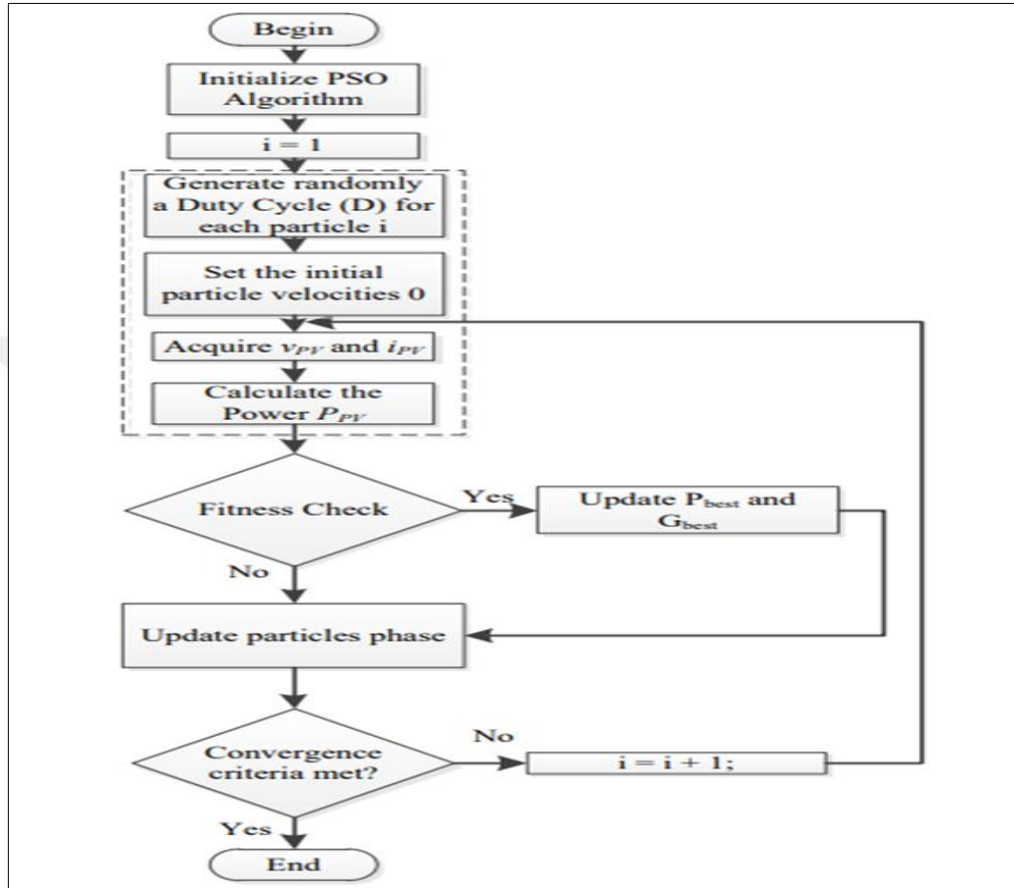 Begin
Initialize PSO
Algorithm
i = 1
Generate randomly
a Duty Cycle (D) for
each particle i
Set the initial
particle velocities 0
Acquire vPV and iPV
Calculate the
Power PPV
Fitness Check
Yes
Update Pbest and
Gbest
No
Update particles phase
Convergence
criteria met?
No
i = i + 1;
Yes
End